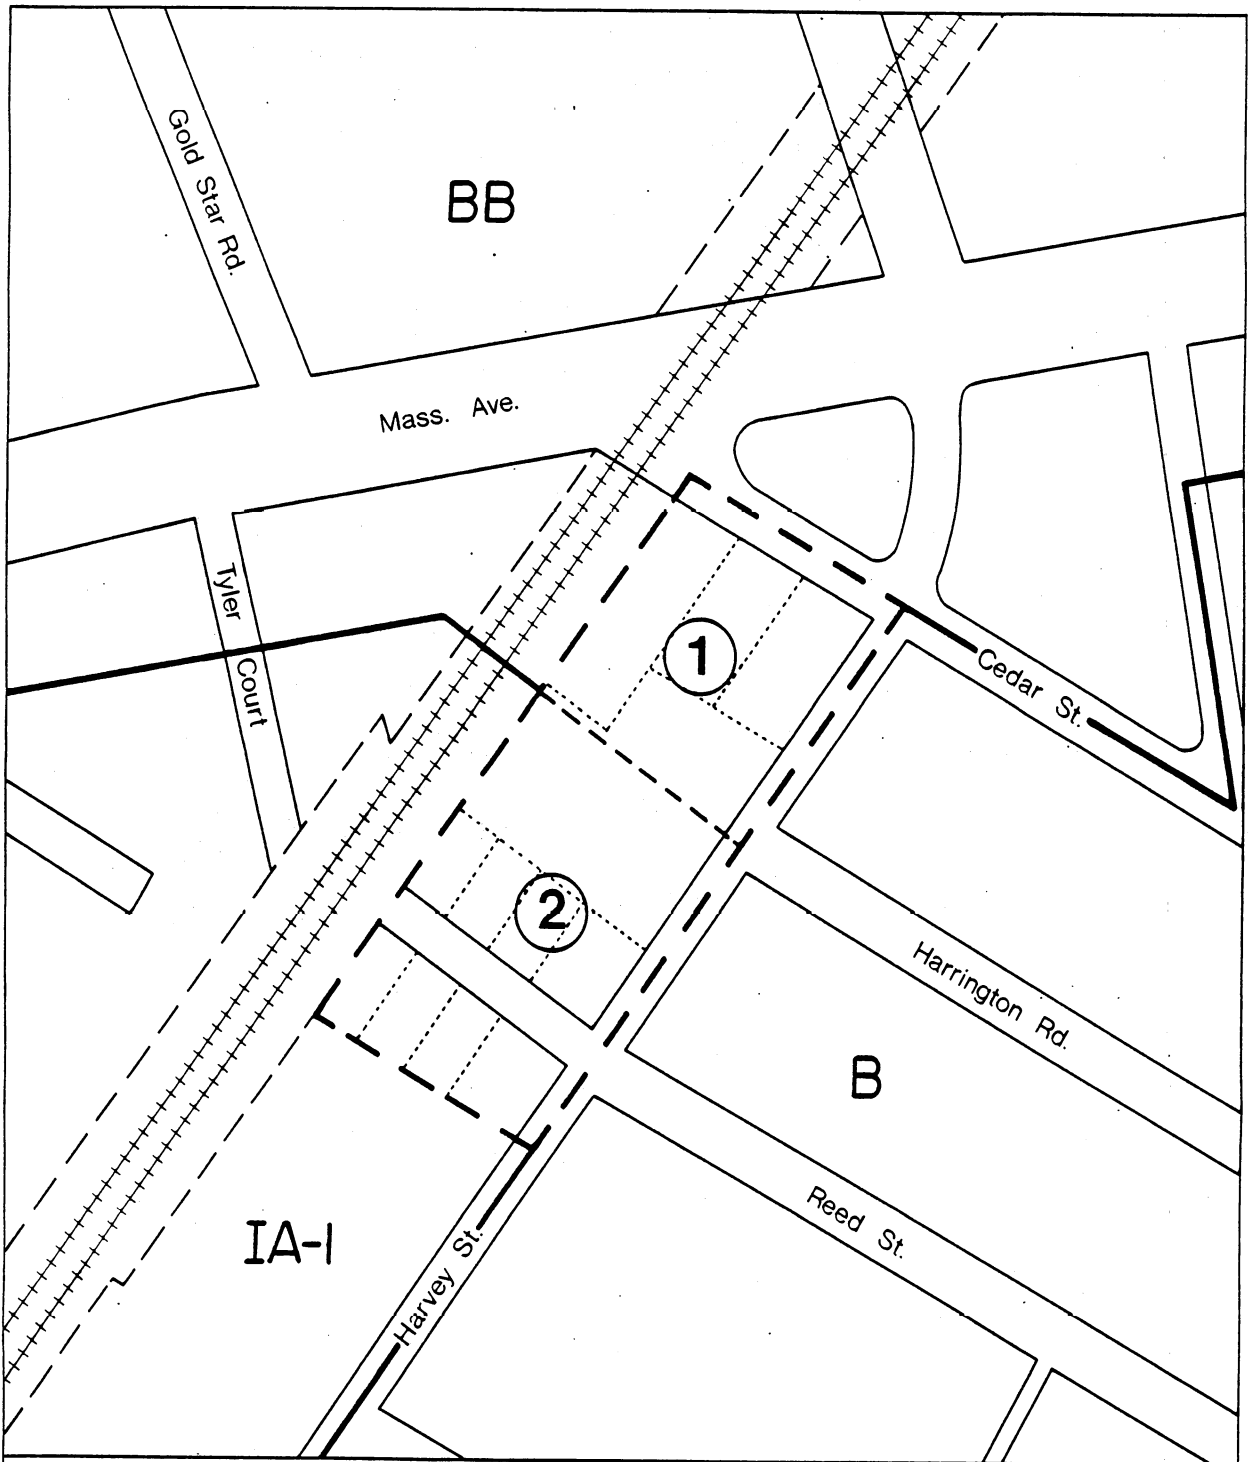 Gold Star Rd.
BB
Mass. Ave.
Tyler Court
1
Cedar St.
2
Harrington Rd.
B
Reed St.
IA-1
Harvey St.